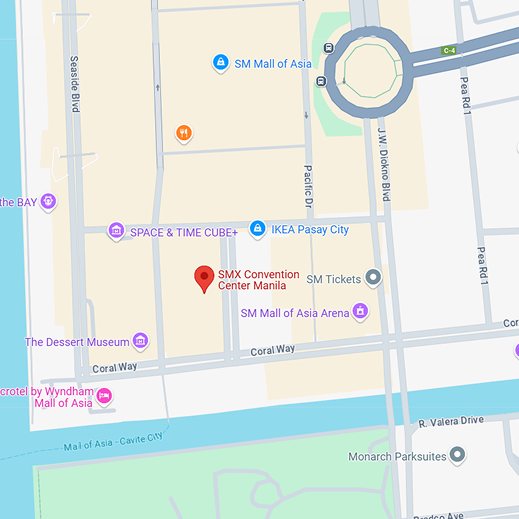 C-4
SM Mall of Asia
Seaside Blvd
Pea Rd 1
J.W. Diokno Blvd
Pacific Dr
the BAY
SPACE & TIME CUBE+
IKEA Pasay City
Pea Rd 1
SMX Convention
Center Manila
SM Tickets
SM Mall of Asia Arena
The Dessert Museum
Coral Way
Coral Way
Co
crotel by Wyndham
Mall of Asia
Mall of Asia - Cavite City
R. Valera Drive
Monarch Parksuites
Bradco Ave